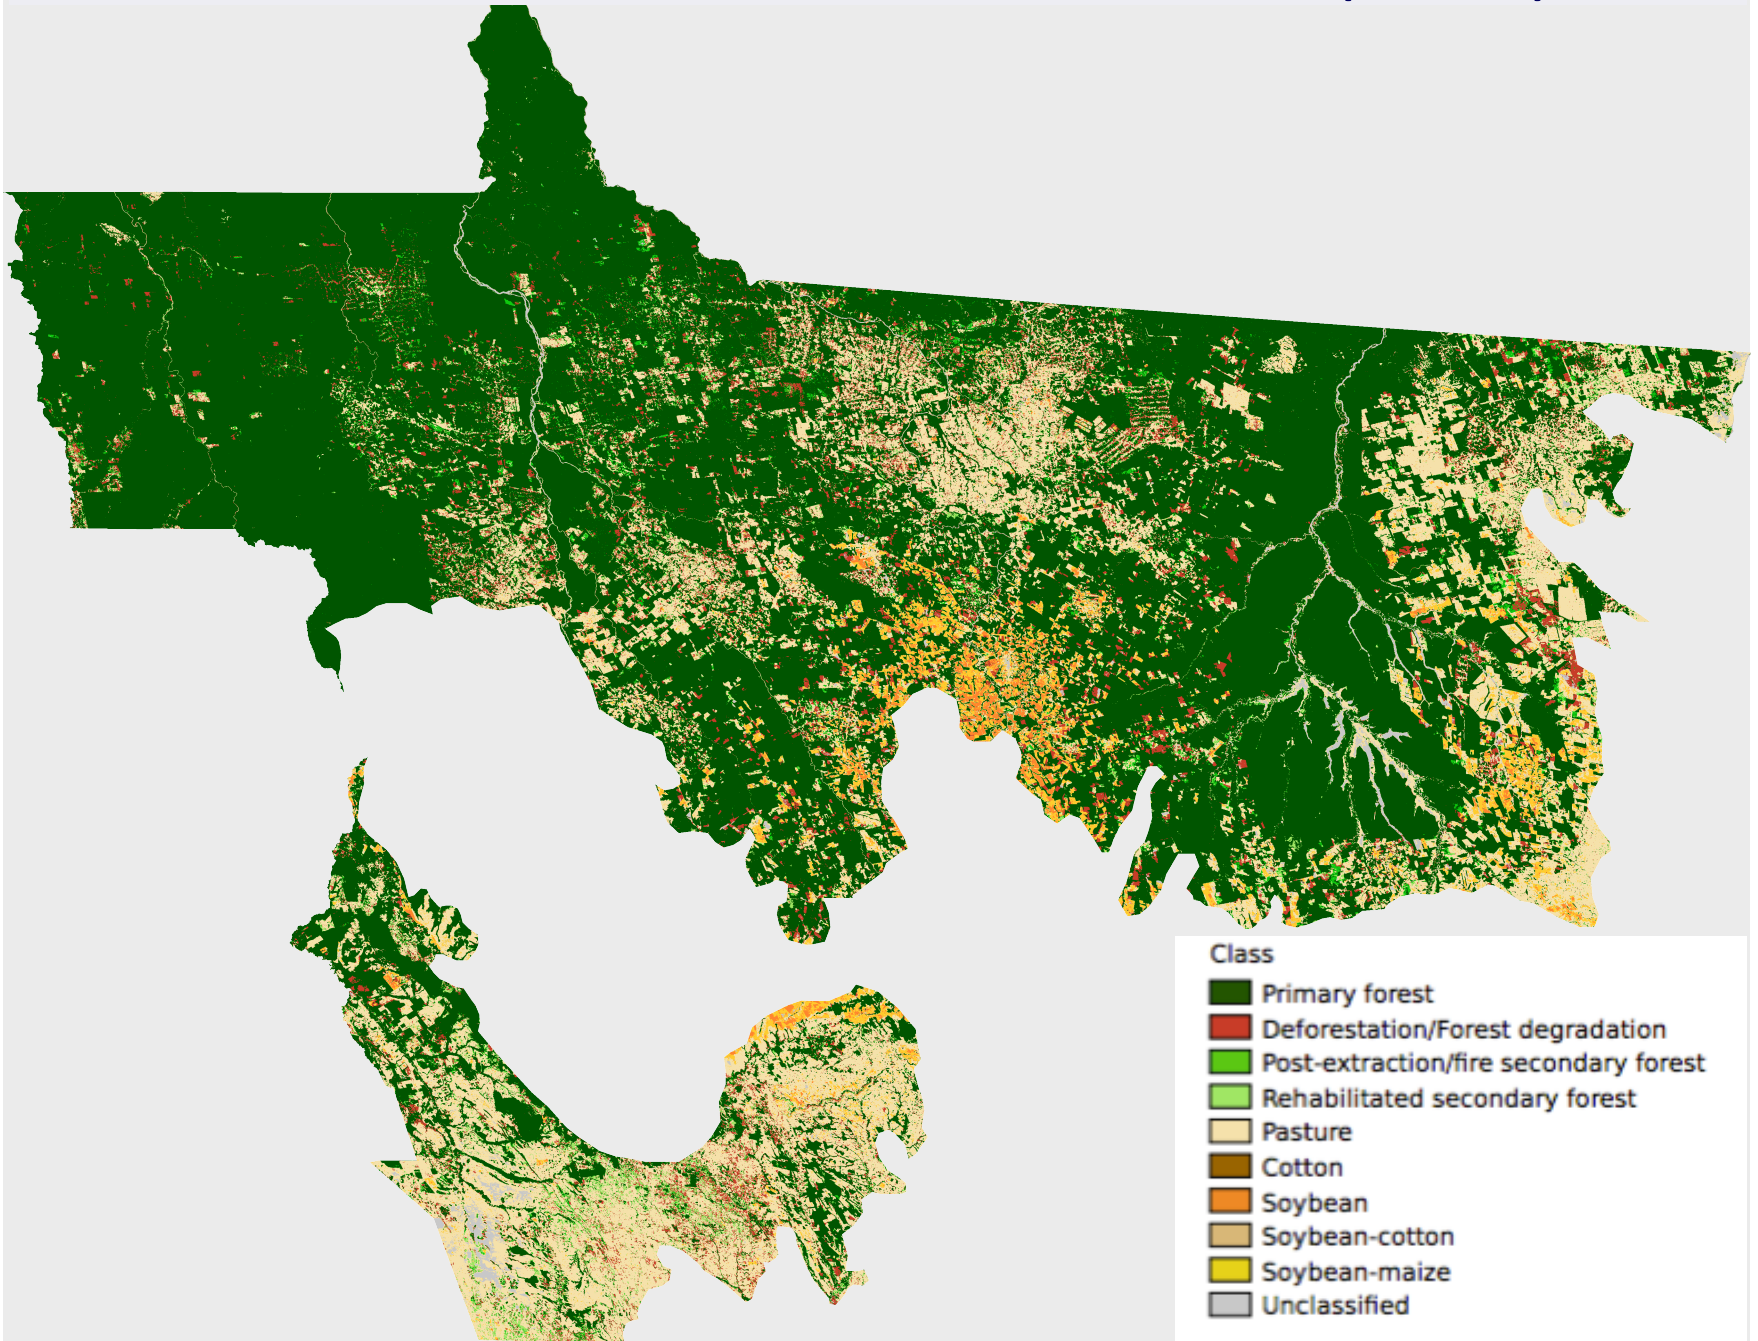 Class
Primary forest
Deforestation/Forest degradation
Post-extraction/fire secondary forest
Rehabilitated secondary forest
Pasture
Cotton
Soybean
Soybean-cotton
Soybean-maize
Unclassified